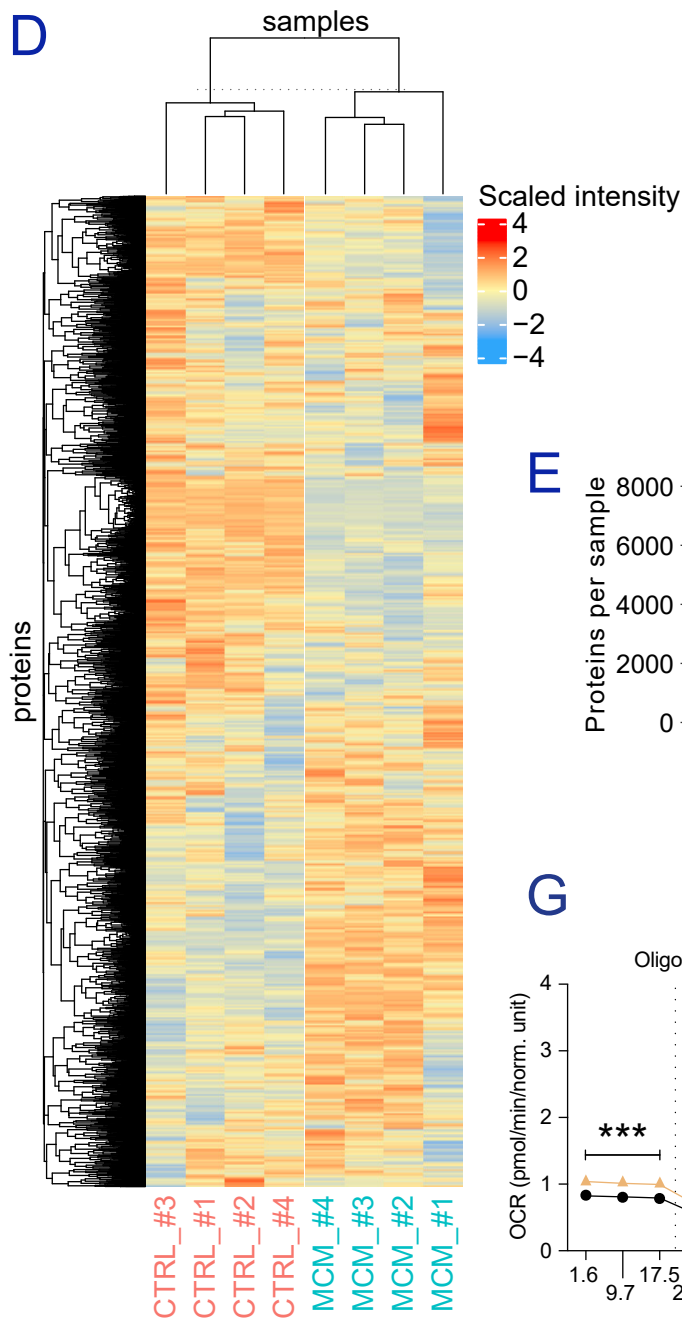 D
samples
Scaled intensity
4
2
0
−2
−4
proteins
CTRL_#3
CTRL_#1
CTRL_#2
CTRL_#4
MCM_#4
MCM_#3
MCM_#2
MCM_#1
E
Proteins per sample
8000
6000
4000
2000
0
G
Oligo
OCR (pmol/min/norm. unit)
4
3
2
1
0
***
1.6
9.7
17.5
2